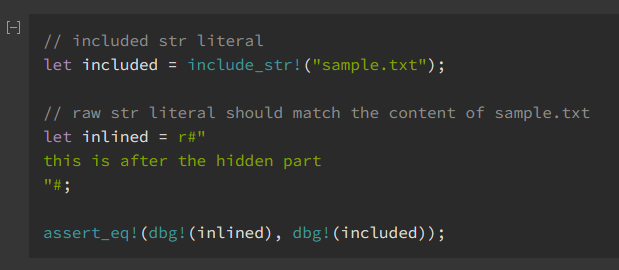 [-]
// included str literal
let included = include_str!("sample.txt");
// raw str literal should match the content of sample.txt
let inlined = r#"
this is after the hidden part
"#;
assert_eq!(dbg!(inlined), dbg!(included));